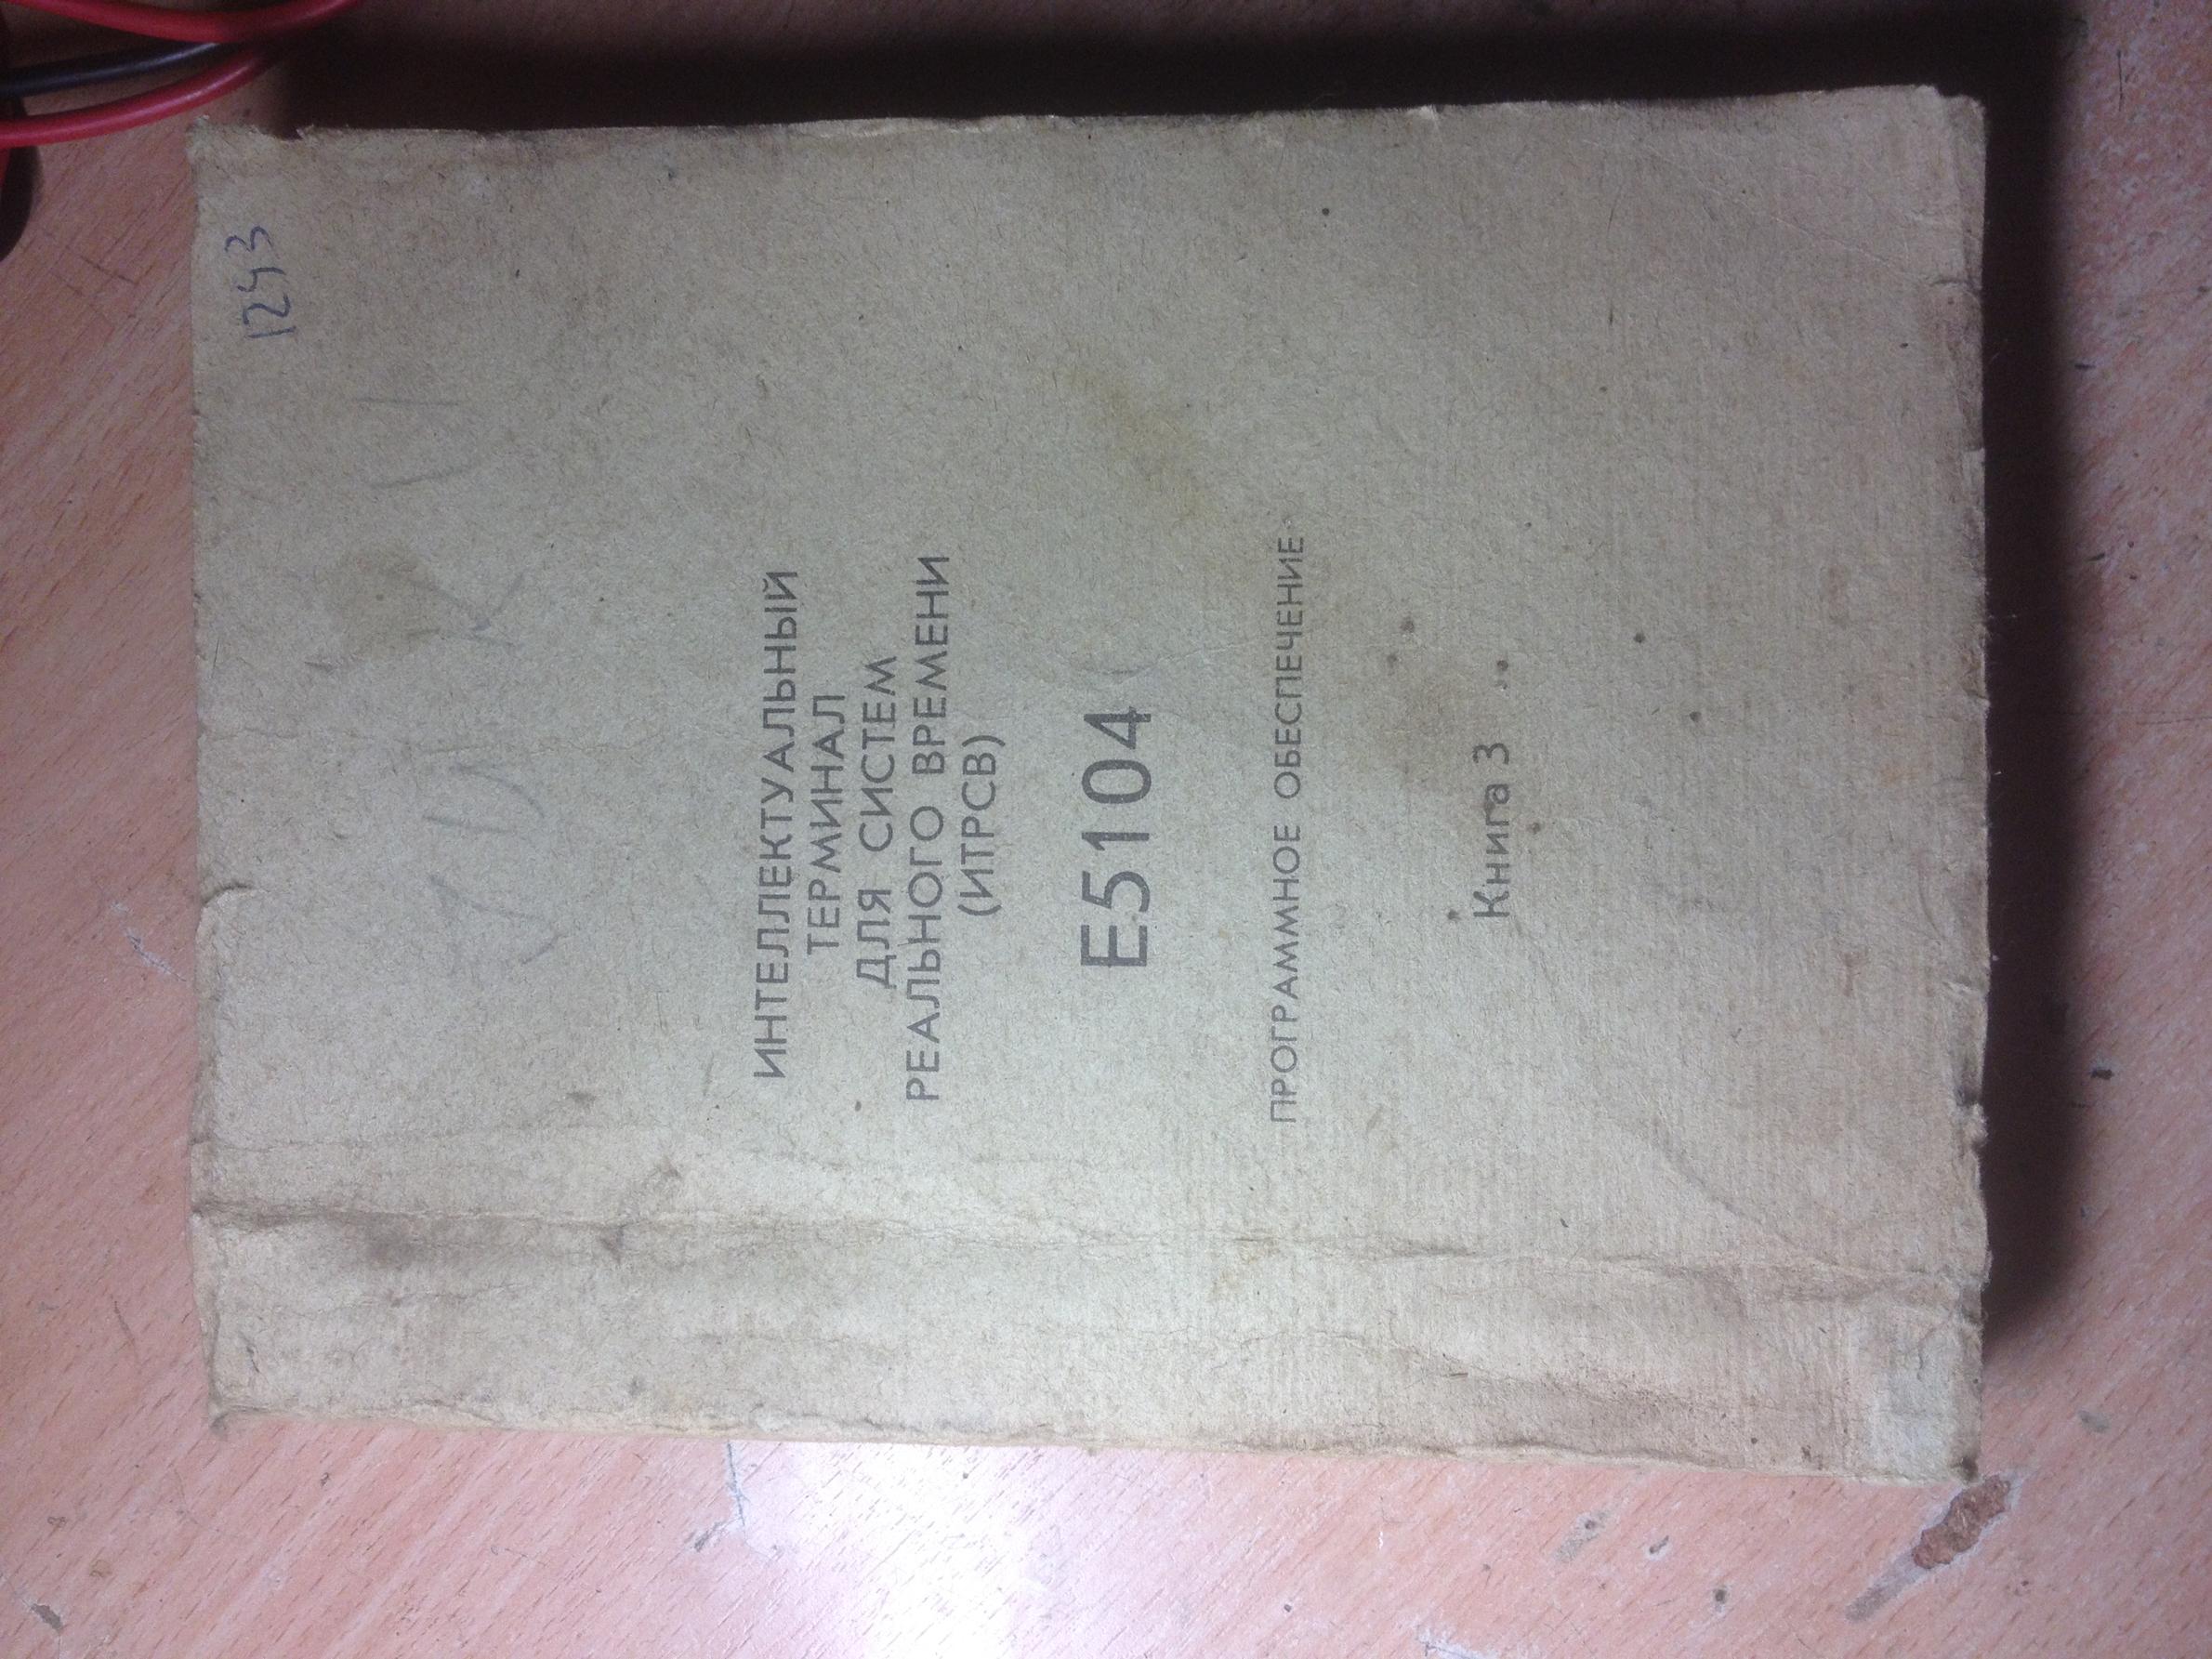 1243
ИНТЕЛЛЕКТУАЛЬНЫЙ
ТЕРМИНАЛ
ДЛЯ СИСТЕМ
РЕАЛЬНОГО ВРЕМЕНИ
(ИТРСВ)
Е5104
ПРОГРАММНОЕ ОБЕСПЕЧЕНИЕ
Книга 3